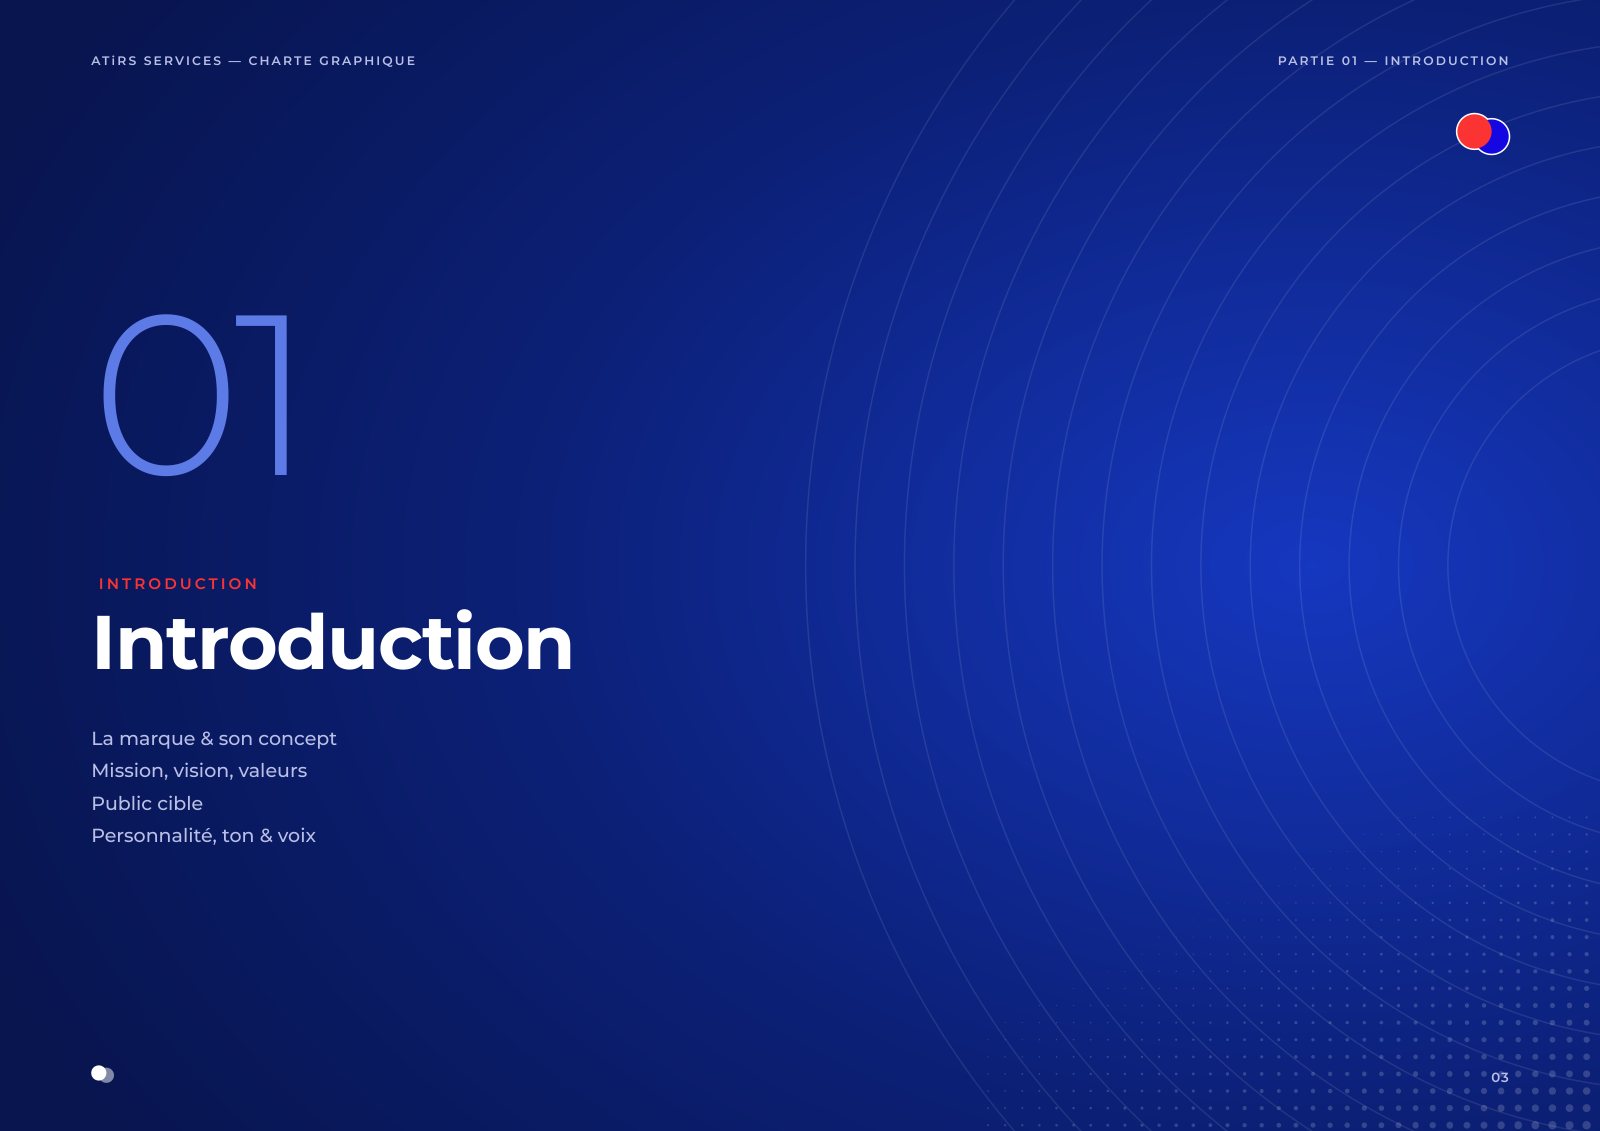 ATiRS SERVICES — CHARTE GRAPHIQUE
PARTIE 01 — INTRODUCTION
01
INTRODUCTION
Introduction
La marque & son concept
Mission, vision, valeurs
Public cible
Personnalité, ton & voix
03